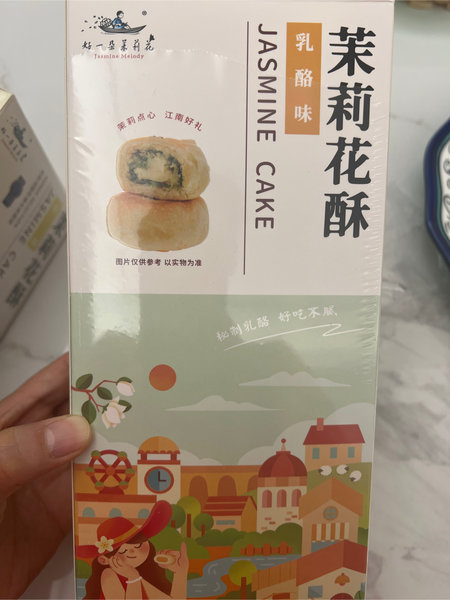 好一朵茉莉花
®
Jasmine Melody
茉莉点心 江南好礼
图片仅供参考 以实物为准
JASMINE CAKE
乳酪味
茉莉花酥
秘制乳酪 好吃不腻